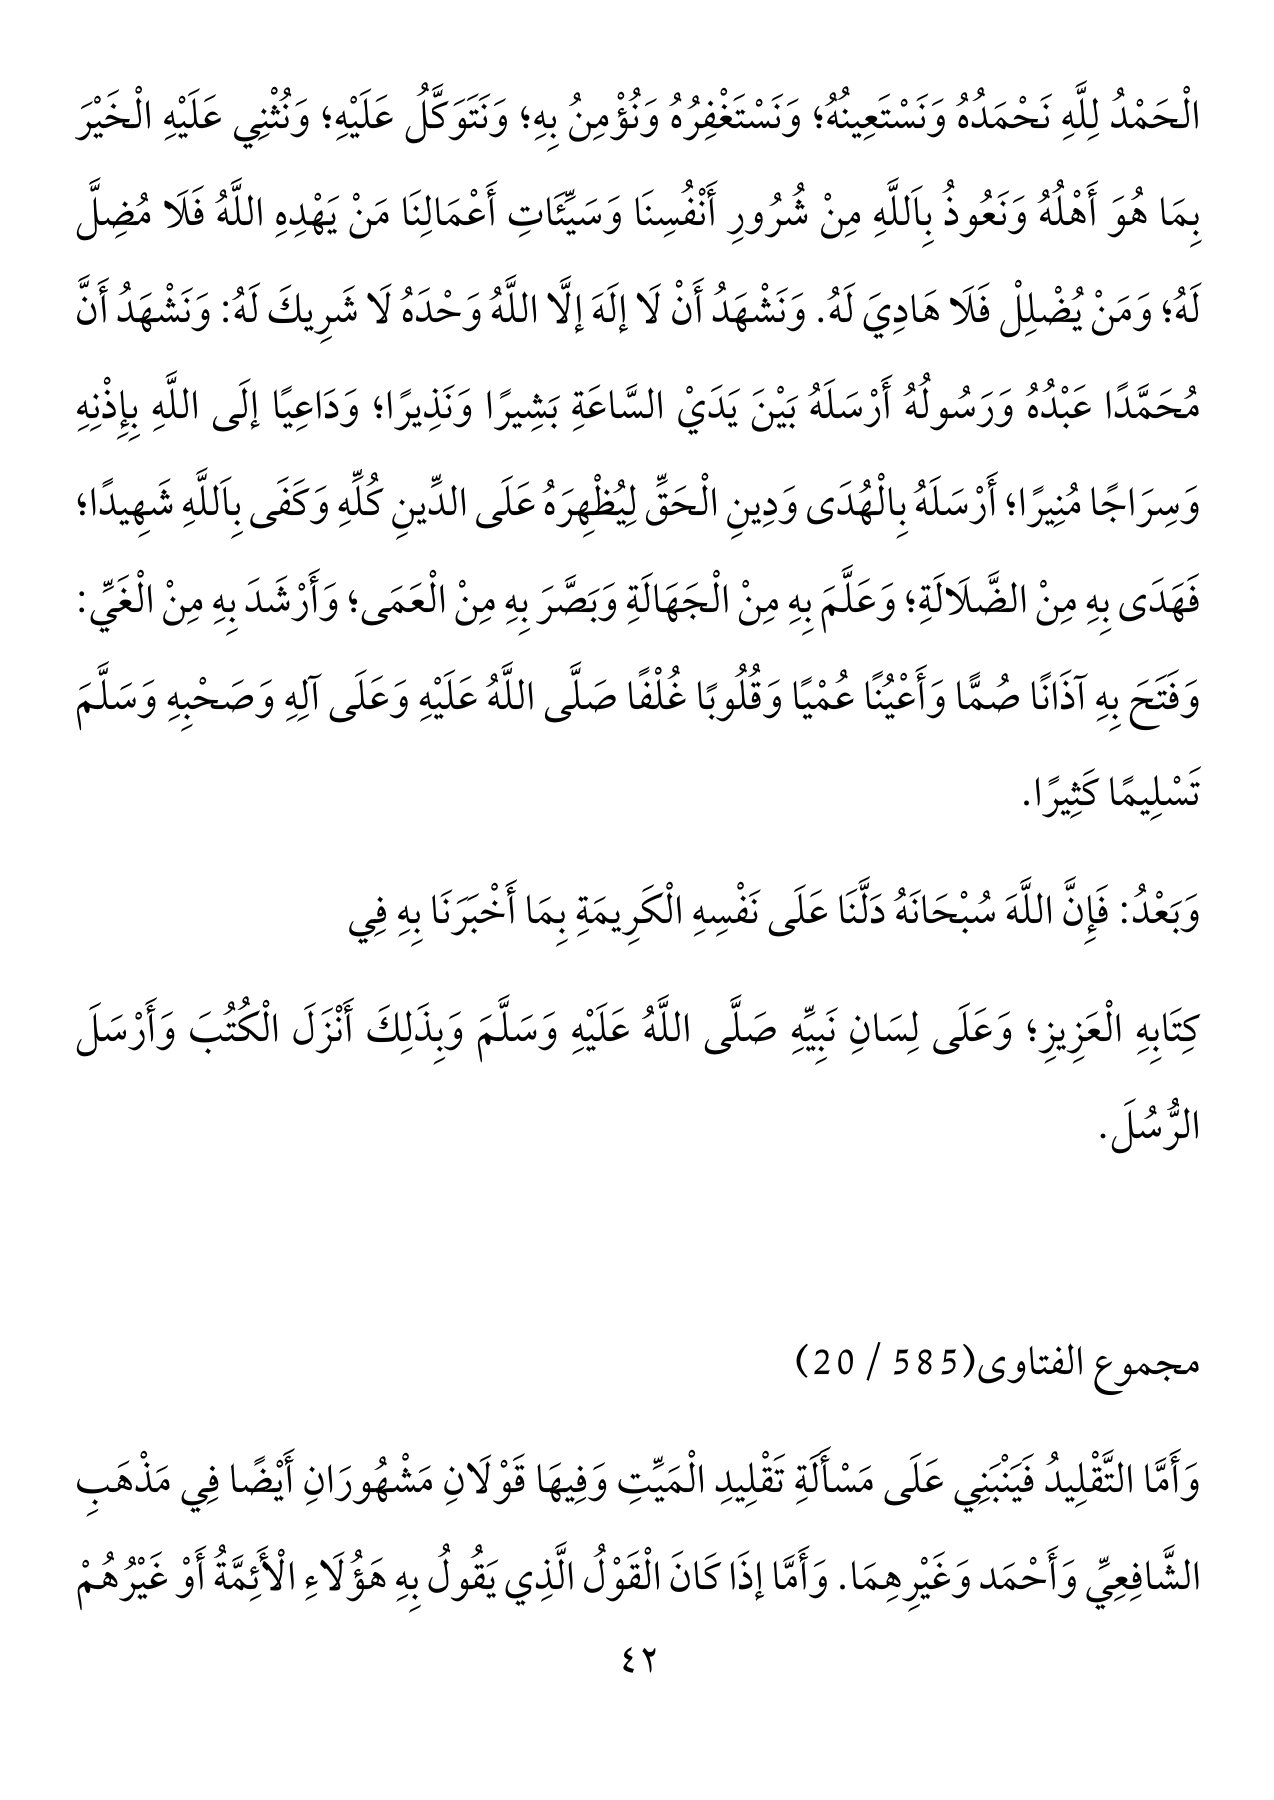 الْحَمْدُ لِلَّهِ نَحْمَدُهُ وَنَسْتَعِينُهُ؛ وَنَسْتَغْفِرُهُ وَنُؤْمِنُ بِهِ؛ وَنَتَوَكَّلُ عَلَيْهِ؛ وَنُثْنِي عَلَيْهِ الْخَيْرَ
بِمَا هُوَ أَهْلُهُ وَنَعُوذُ بِاَللَّهِ مِنْ شُرُورِ أَنْفُسِنَا وَسَيِّئَاتِ أَعْمَالِنَا مَنْ يَهْدِهِ اللَّهُ فَلَا مُضِلَّ
لَهُ؛ وَمَنْ يُضْلِلْ فَلَا هَادِيَ لَهُ. وَنَشْهَدُ أَنْ لَا إلَهَ إلَّا اللَّهُ وَحْدَهُ لَا شَرِيكَ لَهُ: وَنَشْهَدُ أَنَّ
مُحَمَّدًا عَبْدُهُ وَرَسُولُهُ أَرْسَلَهُ بَيْنَ يَدَيْ السَّاعَةِ بَشِيرًا وَنَذِيرًا؛ وَدَاعِيًا إلَى اللَّهِ بِإِذْنِهِ
وَسِرَاجًا مُنِيرًا؛ أَرْسَلَهُ بِالْهُدَى وَدِينِ الْحَقِّ لِيُظْهِرَهُ عَلَى الدِّينِ كُلِّهِ وَكَفَى بِاَللَّهِ شَهِيدًا؛
فَهَدَى بِهِ مِنْ الضَّلَالَةِ؛ وَعَلَّمَ بِهِ مِنْ الْجَهَالَةِ وَبَصَّرَ بِهِ مِنْ الْعَمَى؛ وَأَرْشَدَ بِهِ مِنْ الْغَيِّ:
وَفَتَحَ بِهِ آذَانًا صُمًّا وَأَعْيُنًا عُمْيًا وَقُلُوبًا غُلْفًا صَلَّى اللَّهُ عَلَيْهِ وَعَلَى آلِهِ وَصَحْبِهِ وَسَلَّمَ
تَسْلِيمًا كَثِيرًا.
وَبَعْدُ: فَإِنَّ اللَّهَ سُبْحَانَهُ دَلَّنَا عَلَى نَفْسِهِ الْكَرِيمَةِ بِمَا أَخْبَرَنَا بِهِ فِي
كِتَابِهِ الْعَزِيزِ؛ وَعَلَى لِسَانِ نَبِيِّهِ صَلَّى اللَّهُ عَلَيْهِ وَسَلَّمَ وَبِذَلِكَ أَنْزَلَ الْكُتُبَ وَأَرْسَلَ
الرُّسُلَ.
مجموع الفتاوى(585 / 20)
وَأَمَّا التَّقْلِيدُ فَيَنْبَنِي عَلَى مَسْأَلَةِ تَقْلِيدِ الْمَيِّتِ وَفِيهَا قَوْلَانِ مَشْهُورَانِ أَيْضًا فِي مَذْهَبِ
الشَّافِعِيِّ وَأَحْمَد وَغَيْرِهِمَا. وَأَمَّا إذَا كَانَ الْقَوْلُ الَّذِي يَقُولُ بِهِ هَؤُلَاءِ الْأَئِمَّةُ أَوْ غَيْرُهُمْ
٤٢